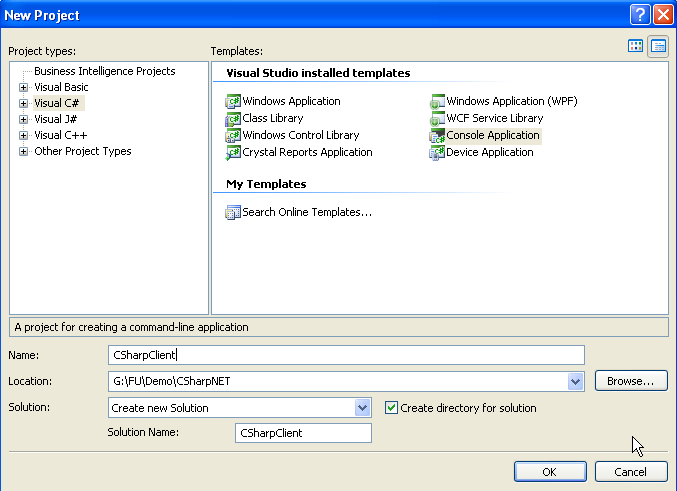 New Project
Project types:
Templates:
Business Intelligence Projects
Visual Basic
Visual C#
Visual J#
Visual C++
Other Project Types
Visual Studio installed templates
Windows Application
Windows Application (WPF)
Class Library
WCF Service Library
Windows Control Library
Console Application
Crystal Reports Application
Device Application
My Templates
Search Online Templates...
A project for creating a command-line application
Name:
CSharpClient
Location:
G:\FU\Demo\CSharpNET
Browse...
Solution:
Create new Solution
Create directory for solution
Solution Name:
CSharpClient
OK
Cancel